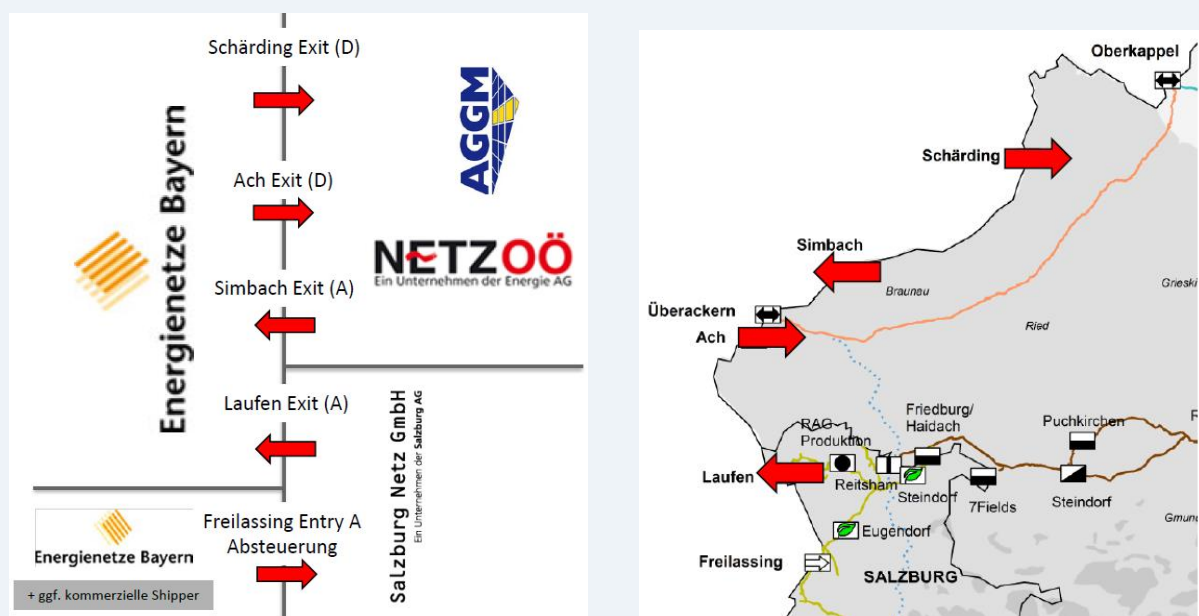 Schärding Exit (D)
AGGM
Energienetze Bayern
Ach Exit (D)
NETZOÖ
Ein Unternehmen der Energie AG
Simbach Exit (A)
Laufen Exit (A)
Salzburg Netz GmbH
Ein Unternehmen der Salzburg AG
Energienetze Bayern
+ ggf. kommerzielle Shipper
Freilassing Entry A
Absteuerung
Oberkappel
Schärding
Simbach
Braunau
Grieski
Überackern
Ach
Ried
Friedburg/
Haidach
Puchkirchen
R
RAG
Produktion
Laufen
Reitsham
Steindorf
7Fields
Steindorf
Gmund
Eugendorf
Freilassing
SALZBURG